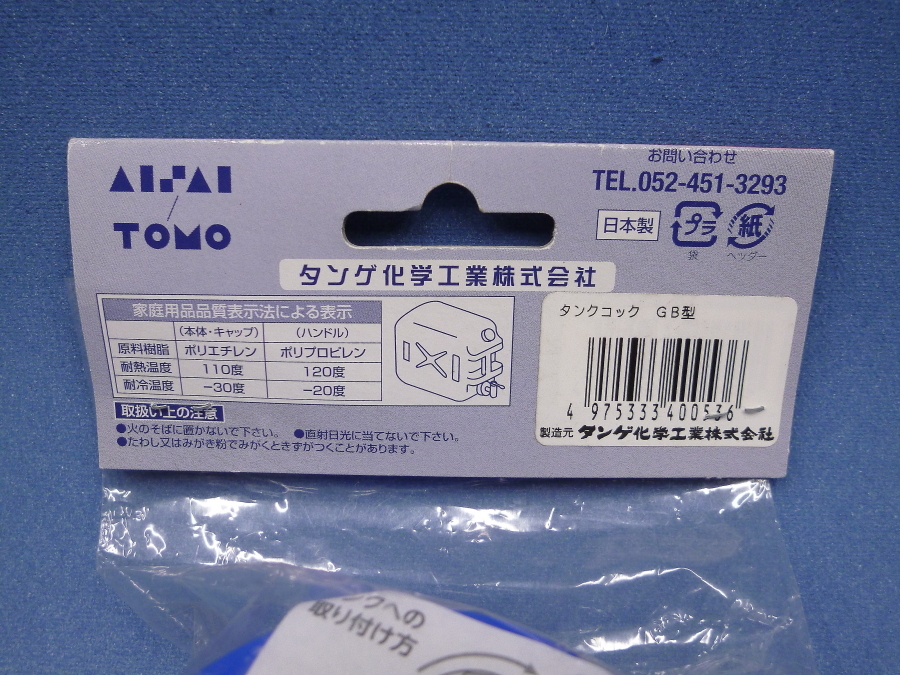 AISAI
TOMO
お問い合わせ
TEL.052-451-3293
日本製
プラ
紙
袋
ヘッダー
タンゲ化学工業株式会社
家庭用品品質表示法による表示
(本体・キャップ) (ハンドル)
原料樹脂 ポリエチレン ポリプロピレン
耐熱温度 110度 120度
耐冷温度 −30度 −20度
取扱い上の注意
●火のそばに置かないで下さい。 ●直射日光に当てないで下さい。
●たわし又はみがき粉でみがくときずがつくことがあります。
タンクコック GB型
4 975333 400536
製造元 タンゲ化学工業株式会社
ンクへの
取り付け方